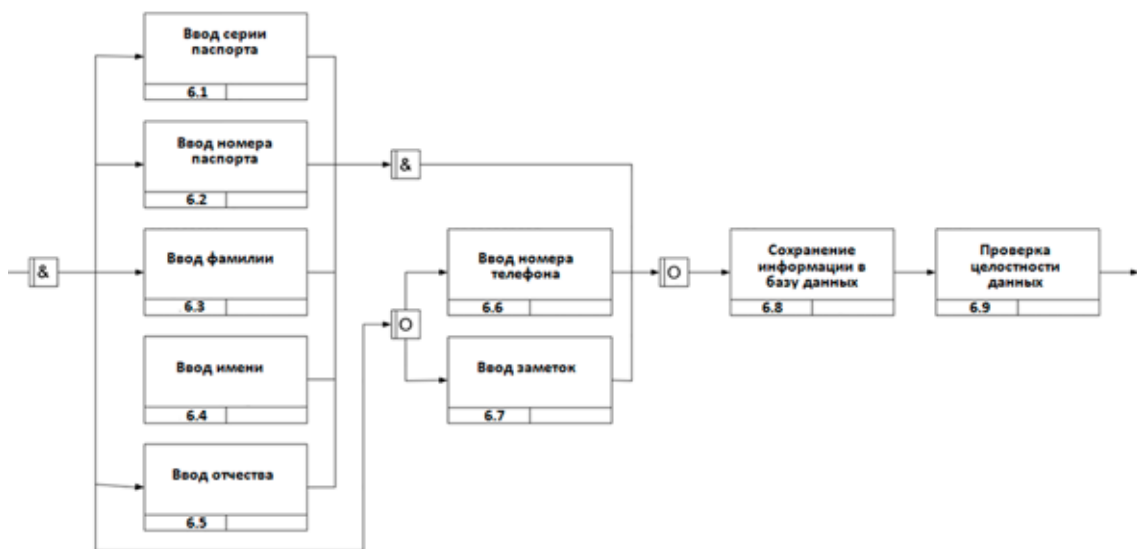 Ввод серии
паспорта
6.1
Ввод номера
паспорта
6.2
&
Ввод фамилии
6.3
Ввод имени
6.4
Ввод отчества
6.5
&
O
Ввод номера
телефона
6.6
Ввод заметок
6.7
O
Сохранение
информации в
базу данных
6.8
Проверка
целостности
данных
6.9